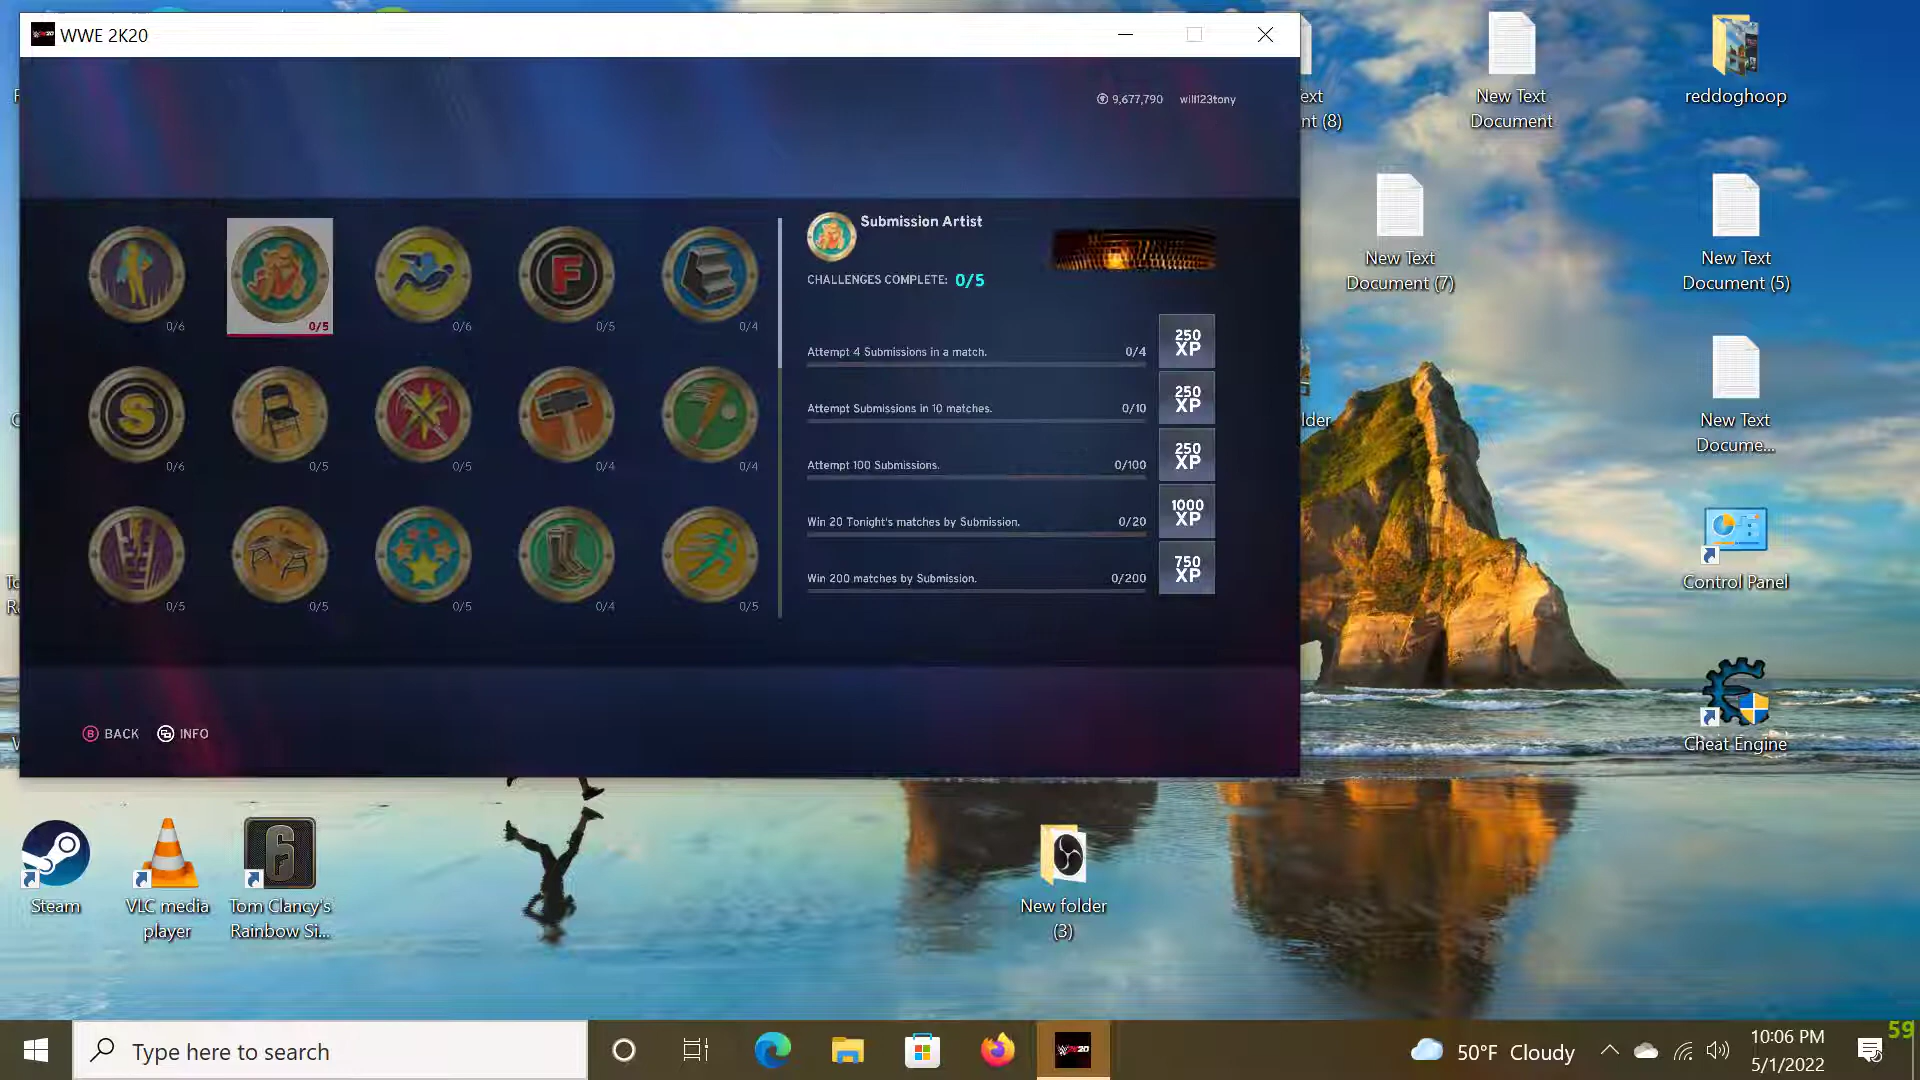 WWE 2K20
9,677,790 will123tony
0/6
0/5
0/6
0/5
0/4
0/6
0/5
0/5
0/4
0/4
0/5
0/5
0/5
0/4
0/5
Submission Artist
CHALLENGES COMPLETE: 0/5
Attempt 4 Submissions in a match. 0/4
250
XP
Attempt Submissions in 10 matches. 0/10
250
XP
Attempt 100 Submissions. 0/100
250
XP
Win 20 Tonight's matches by Submission. 0/20
1000
XP
Win 200 matches by Submission. 0/200
750
XP
B BACK
INFO
ext
nt (8)
New Text
Document
reddoghoop
New Text
Document (7)
New Text
Document (5)
lder
New Text
Docume...
Control Panel
Cheat Engine
Steam
VLC media
player
Tom Clancy's
Rainbow Si...
New folder
(3)
Type here to search
50°F Cloudy
10:06 PM
5/1/2022
59